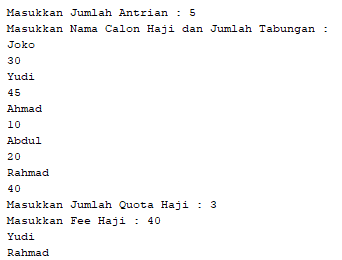 Masukkan Jumlah Antrian : 5
Masukkan Nama Calon Haji dan Jumlah Tabungan :
Joko
30
Yudi
45
Ahmad
10
Abdul
20
Rahmad
40
Masukkan Jumlah Quota Haji : 3
Masukkan Fee Haji : 40
Yudi
Rahmad